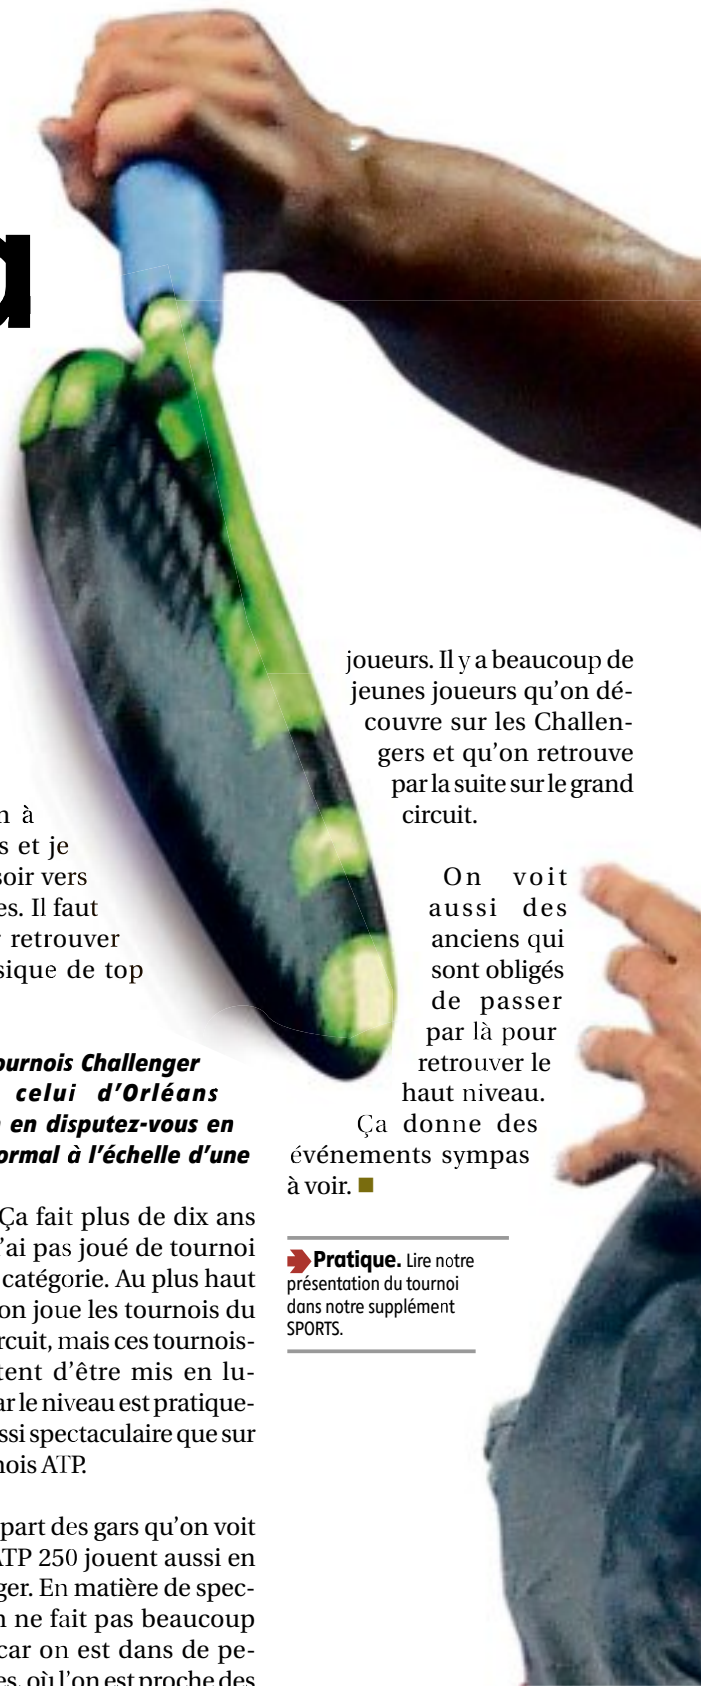 a
n à
s et je
soir vers
es. Il faut
retrouver
sique de top
ournois Challenger
celui d’Orléans
en disputez-vous en
ormal à l’échelle d’une
Ça fait plus de dix ans
’ai pas joué de tournoi
catégorie. Au plus haut
on joue les tournois du
rcuit, mais ces tournois-
tent d’être mis en lu-
ar le niveau est pratique-
ssi spectaculaire que sur
nois ATP.
part des gars qu’on voit
ATP 250 jouent aussi en
ger. En matière de spec-
n ne fait pas beaucoup
car on est dans de pe-
es, où l’on est proche des
joueurs. Il y a beaucoup de
jeunes joueurs qu’on dé-
couvre sur les Challen-
gers et qu’on retrouve
par la suite sur le grand
circuit.
On voit
aussi des
anciens qui
sont obligés
de passer
par là pour
retrouver le
haut niveau.
Ça donne des
événements sympas
à voir. ■
Pratique. Lire notre
présentation du tournoi
dans notre supplément
SPORTS.